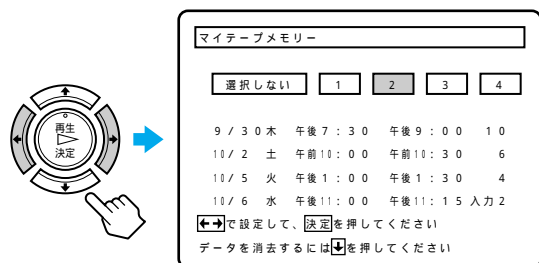 マイテープメモリー
選択しない 1 2 3 4
再生
決定
9/30木 午後7:30 午後9:00 10
10/2 土 午前10:00 午前10:30 6
10/5 火 午後1:00 午後1:30 4
10/6 水 午後11:00 午後11:15 入力2
←→で設定して、決定を押してください
データを消去するには↓を押してください